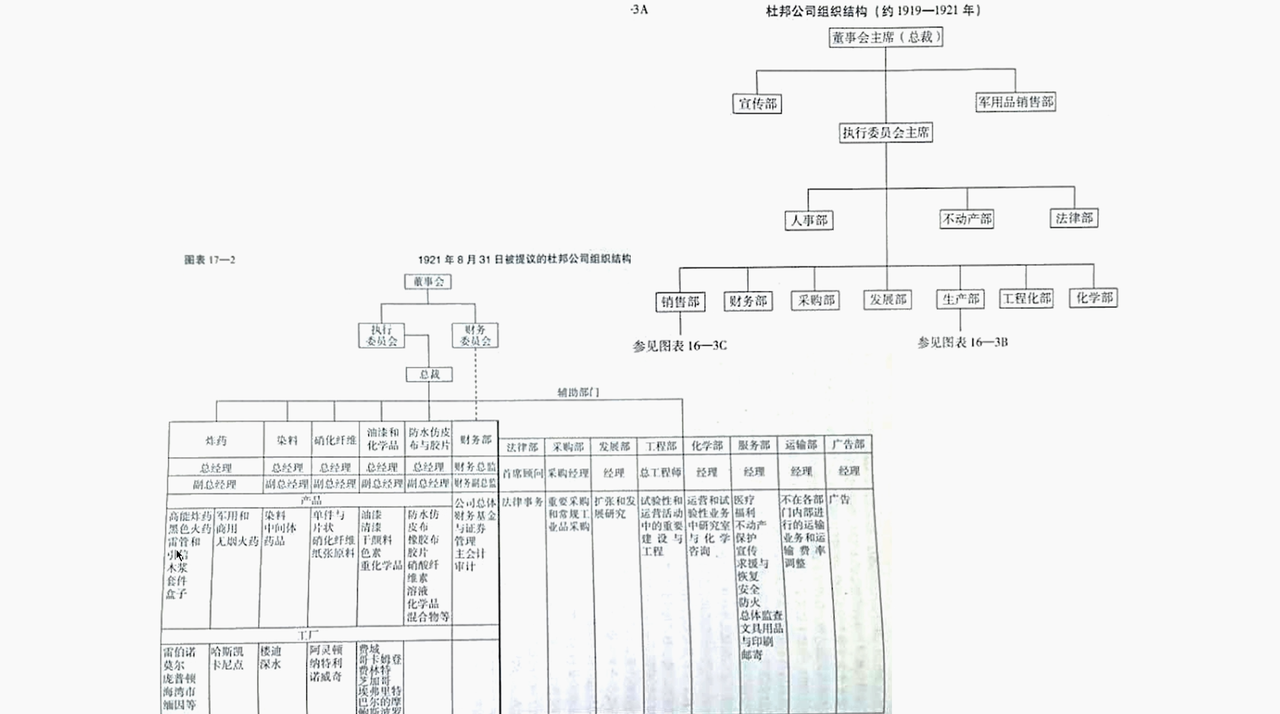 ·3A
杜邦公司组织结构（约1919—1921年）
董事会主席（总裁）
宣传部
军用品销售部
执行委员会主席
人事部
不动产部
法律部
销售部
财务部
采购部
发展部
生产部
工程化部
化学部
参见图表 16—3C
参见图表 16—3B
图表 17—2
1921 年 8 月 31 日被提议的杜邦公司组织结构
董事会
执行
委员会
财务
委员会
总裁
辅助部门
炸药
染料
硝化纤维
油漆和
化学品
防水仿皮
布与胶片
财务部
法律部
采购部
发展部
工程部
化学部
服务部
运输部
广告部
总经理
总经理
总经理
总经理
总经理
财务总监
副总经理
副总经理
副总经理
副总经理
副总经理
财务副总监
首席顾问
采购经理
经理
总工程师
经理
经理
经理
经理
产品
高能炸药
黑色火药
雷管和
木浆
套件
盒子
军用和
商用
无烟火药
染料
中间体
药品
单件与
片状
硝化纤维
纸张原料
油漆
清漆
干颜料
色素
重化学品
防水仿
皮布
橡胶布
胶片
硝酸纤
维素
溶液
化学品
混合物等
公司总体
财务基金
与证券
管理
主会计
审计
法律事务
重要采购
和常规工
业品采购
扩张和发
展研究
试验性和
运营活动
中的重要
建设与
工程
运营和试
验性业务
中研究室
与化学
咨询
医疗
福利
不动产
保护
宣传
求援与
恢复
安全
防火
总体监查
文具用品
与印刷
邮寄
不在各部
门内部进
行的运输
业务和运
输费率
调整
广告
工厂
雷伯诺
莫尔
庞普顿
海湾市
缅因等
哈斯凯
卡尼点
楼迪
深水
阿灵顿
纳特利
诺威奇
费城
哥卡姆登
费林特
芝加哥
埃弗里特
巴尔的摩